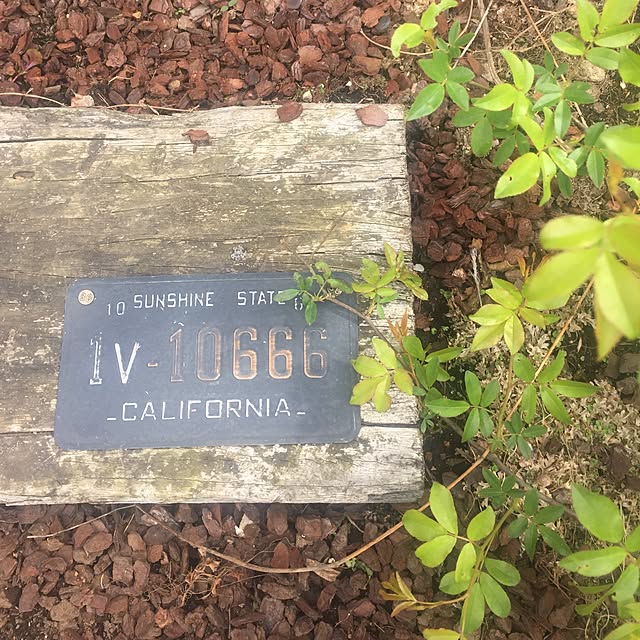 10 SUNSHINE STATE 6
1V-10666
-CALIFORNIA-